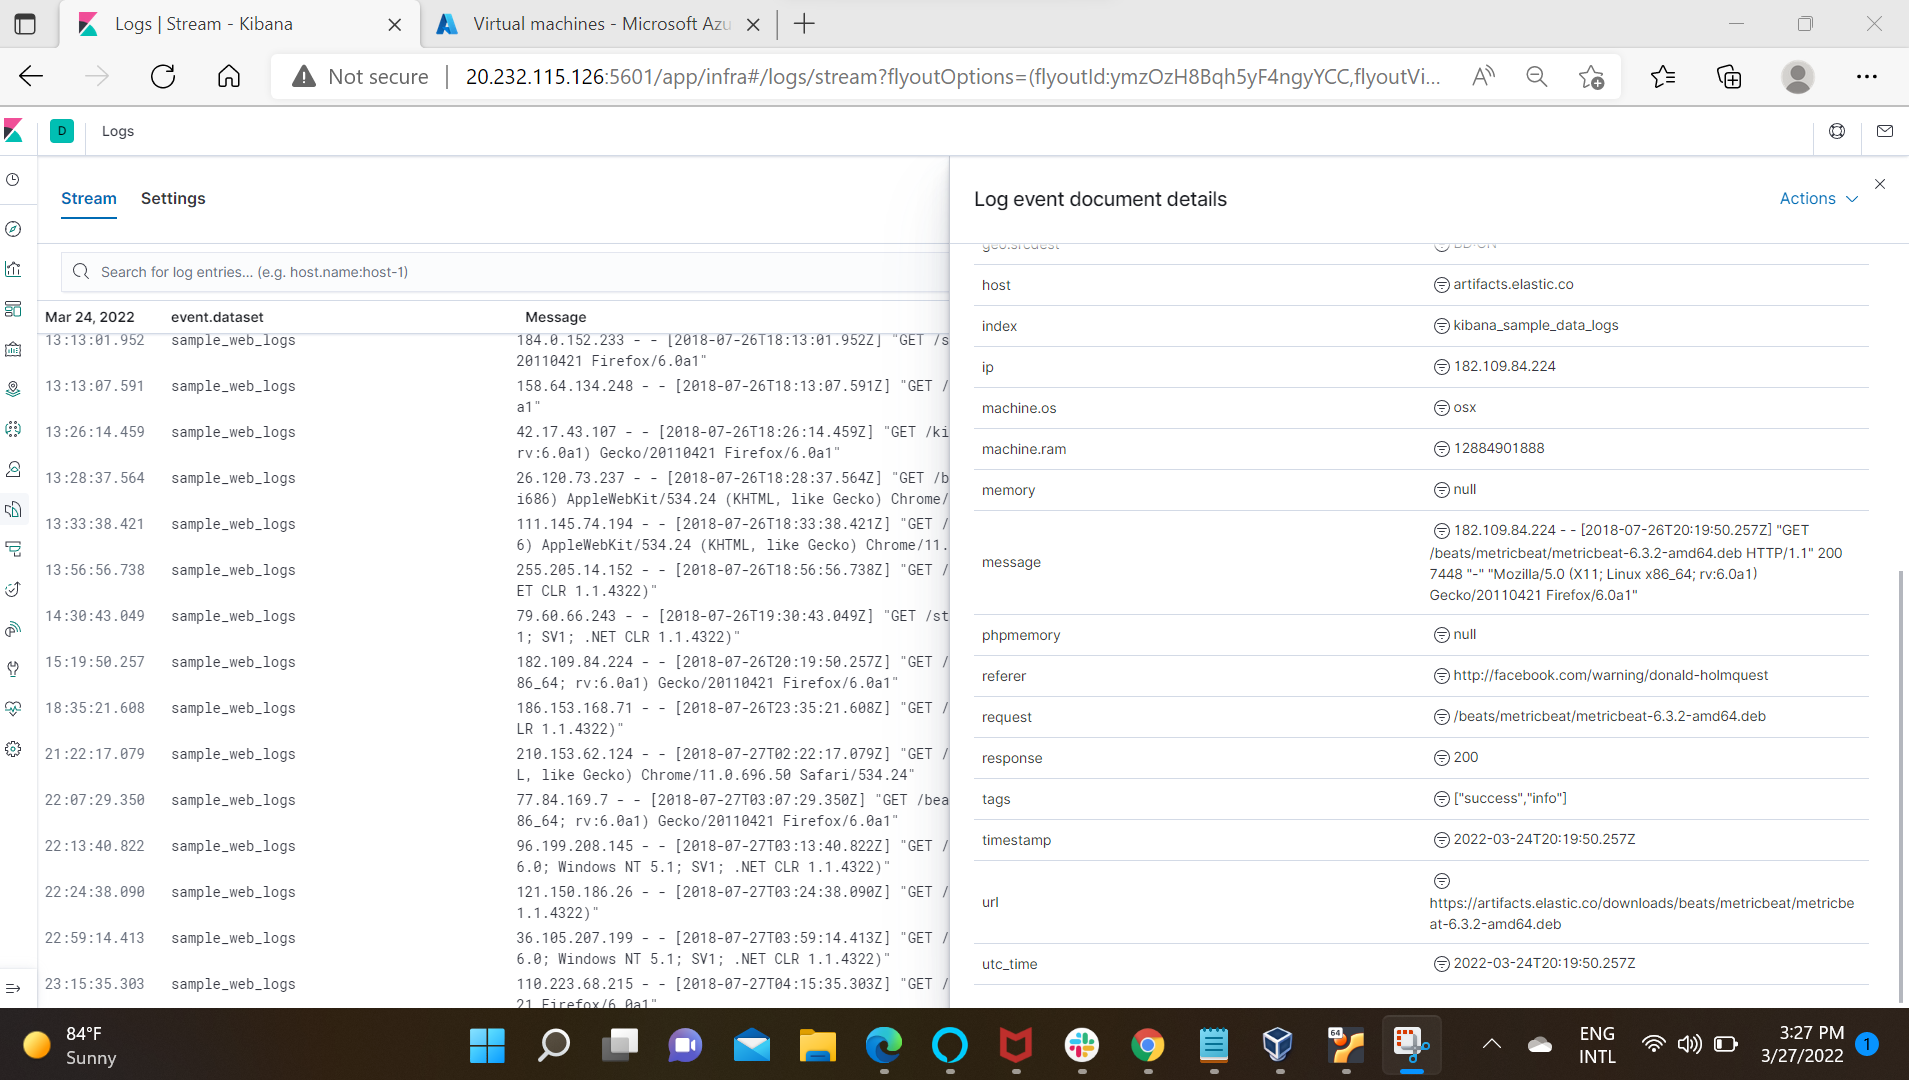 Logs | Stream - Kibana
Virtual machines - Microsoft Azu
Not secure
20.232.115.126:5601/app/infra#/logs/stream?flyoutOptions=(flyoutId:ymzOzH8Bqh5yF4ngyYCC,flyoutVi...
D
Logs
Stream
Settings
Search for log entries... (e.g. host.name:host-1)
Mar 24, 2022 event.dataset Message
13:13:01.952 sample_web_logs 184.0.152.233 - - [2018-07-26T18:13:01.952Z] "GET /s
20110421 Firefox/6.0a1"
13:13:07.591 sample_web_logs 158.64.134.248 - - [2018-07-26T18:13:07.591Z] "GET /
a1"
13:26:14.459 sample_web_logs 42.17.43.107 - - [2018-07-26T18:26:14.459Z] "GET /ki
rv:6.0a1) Gecko/20110421 Firefox/6.0a1"
13:28:37.564 sample_web_logs 26.120.73.237 - - [2018-07-26T18:28:37.564Z] "GET /b
i686) AppleWebKit/534.24 (KHTML, like Gecko) Chrome/
13:33:38.421 sample_web_logs 111.145.74.194 - - [2018-07-26T18:33:38.421Z] "GET /
6) AppleWebKit/534.24 (KHTML, like Gecko) Chrome/11.
13:56:56.738 sample_web_logs 255.205.14.152 - - [2018-07-26T18:56:56.738Z] "GET /
ET CLR 1.1.4322)"
14:30:43.049 sample_web_logs 79.60.66.243 - - [2018-07-26T19:30:43.049Z] "GET /st
1; SV1; .NET CLR 1.1.4322)"
15:19:50.257 sample_web_logs 182.109.84.224 - - [2018-07-26T20:19:50.257Z] "GET /
86_64; rv:6.0a1) Gecko/20110421 Firefox/6.0a1"
18:35:21.608 sample_web_logs 186.153.168.71 - - [2018-07-26T23:35:21.608Z] "GET /
LR 1.1.4322)"
21:22:17.079 sample_web_logs 210.153.62.124 - - [2018-07-27T02:22:17.079Z] "GET /
L, like Gecko) Chrome/11.0.696.50 Safari/534.24"
22:07:29.350 sample_web_logs 77.84.169.7 - - [2018-07-27T03:07:29.350Z] "GET /bea
86_64; rv:6.0a1) Gecko/20110421 Firefox/6.0a1"
22:13:40.822 sample_web_logs 96.199.208.145 - - [2018-07-27T03:13:40.822Z] "GET /
6.0; Windows NT 5.1; SV1; .NET CLR 1.1.4322)"
22:24:38.090 sample_web_logs 121.150.186.26 - - [2018-07-27T03:24:38.090Z] "GET /
1.1.4322)"
22:59:14.413 sample_web_logs 36.105.207.199 - - [2018-07-27T03:59:14.413Z] "GET /
6.0; Windows NT 5.1; SV1; .NET CLR 1.1.4322)"
23:15:35.303 sample_web_logs 110.223.68.215 - - [2018-07-27T04:15:35.303Z] "GET /
21 Firefox/6.0a1"
Log event document details
Actions
geo.srcdest BD:CN
host artifacts.elastic.co
index kibana_sample_data_logs
ip 182.109.84.224
machine.os osx
machine.ram 12884901888
memory null
message 182.109.84.224 - - [2018-07-26T20:19:50.257Z] "GET
/beats/metricbeat/metricbeat-6.3.2-amd64.deb HTTP/1.1" 200
7448 "-" "Mozilla/5.0 (X11; Linux x86_64; rv:6.0a1)
Gecko/20110421 Firefox/6.0a1"
phpmemory null
referer http://facebook.com/warning/donald-holmquest
request /beats/metricbeat/metricbeat-6.3.2-amd64.deb
response 200
tags ["success","info"]
timestamp 2022-03-24T20:19:50.257Z
url https://artifacts.elastic.co/downloads/beats/metricbeat/metricbe
at-6.3.2-amd64.deb
utc_time 2022-03-24T20:19:50.257Z
84°F
Sunny
64
ENG
INTL
3:27 PM
3/27/2022
1